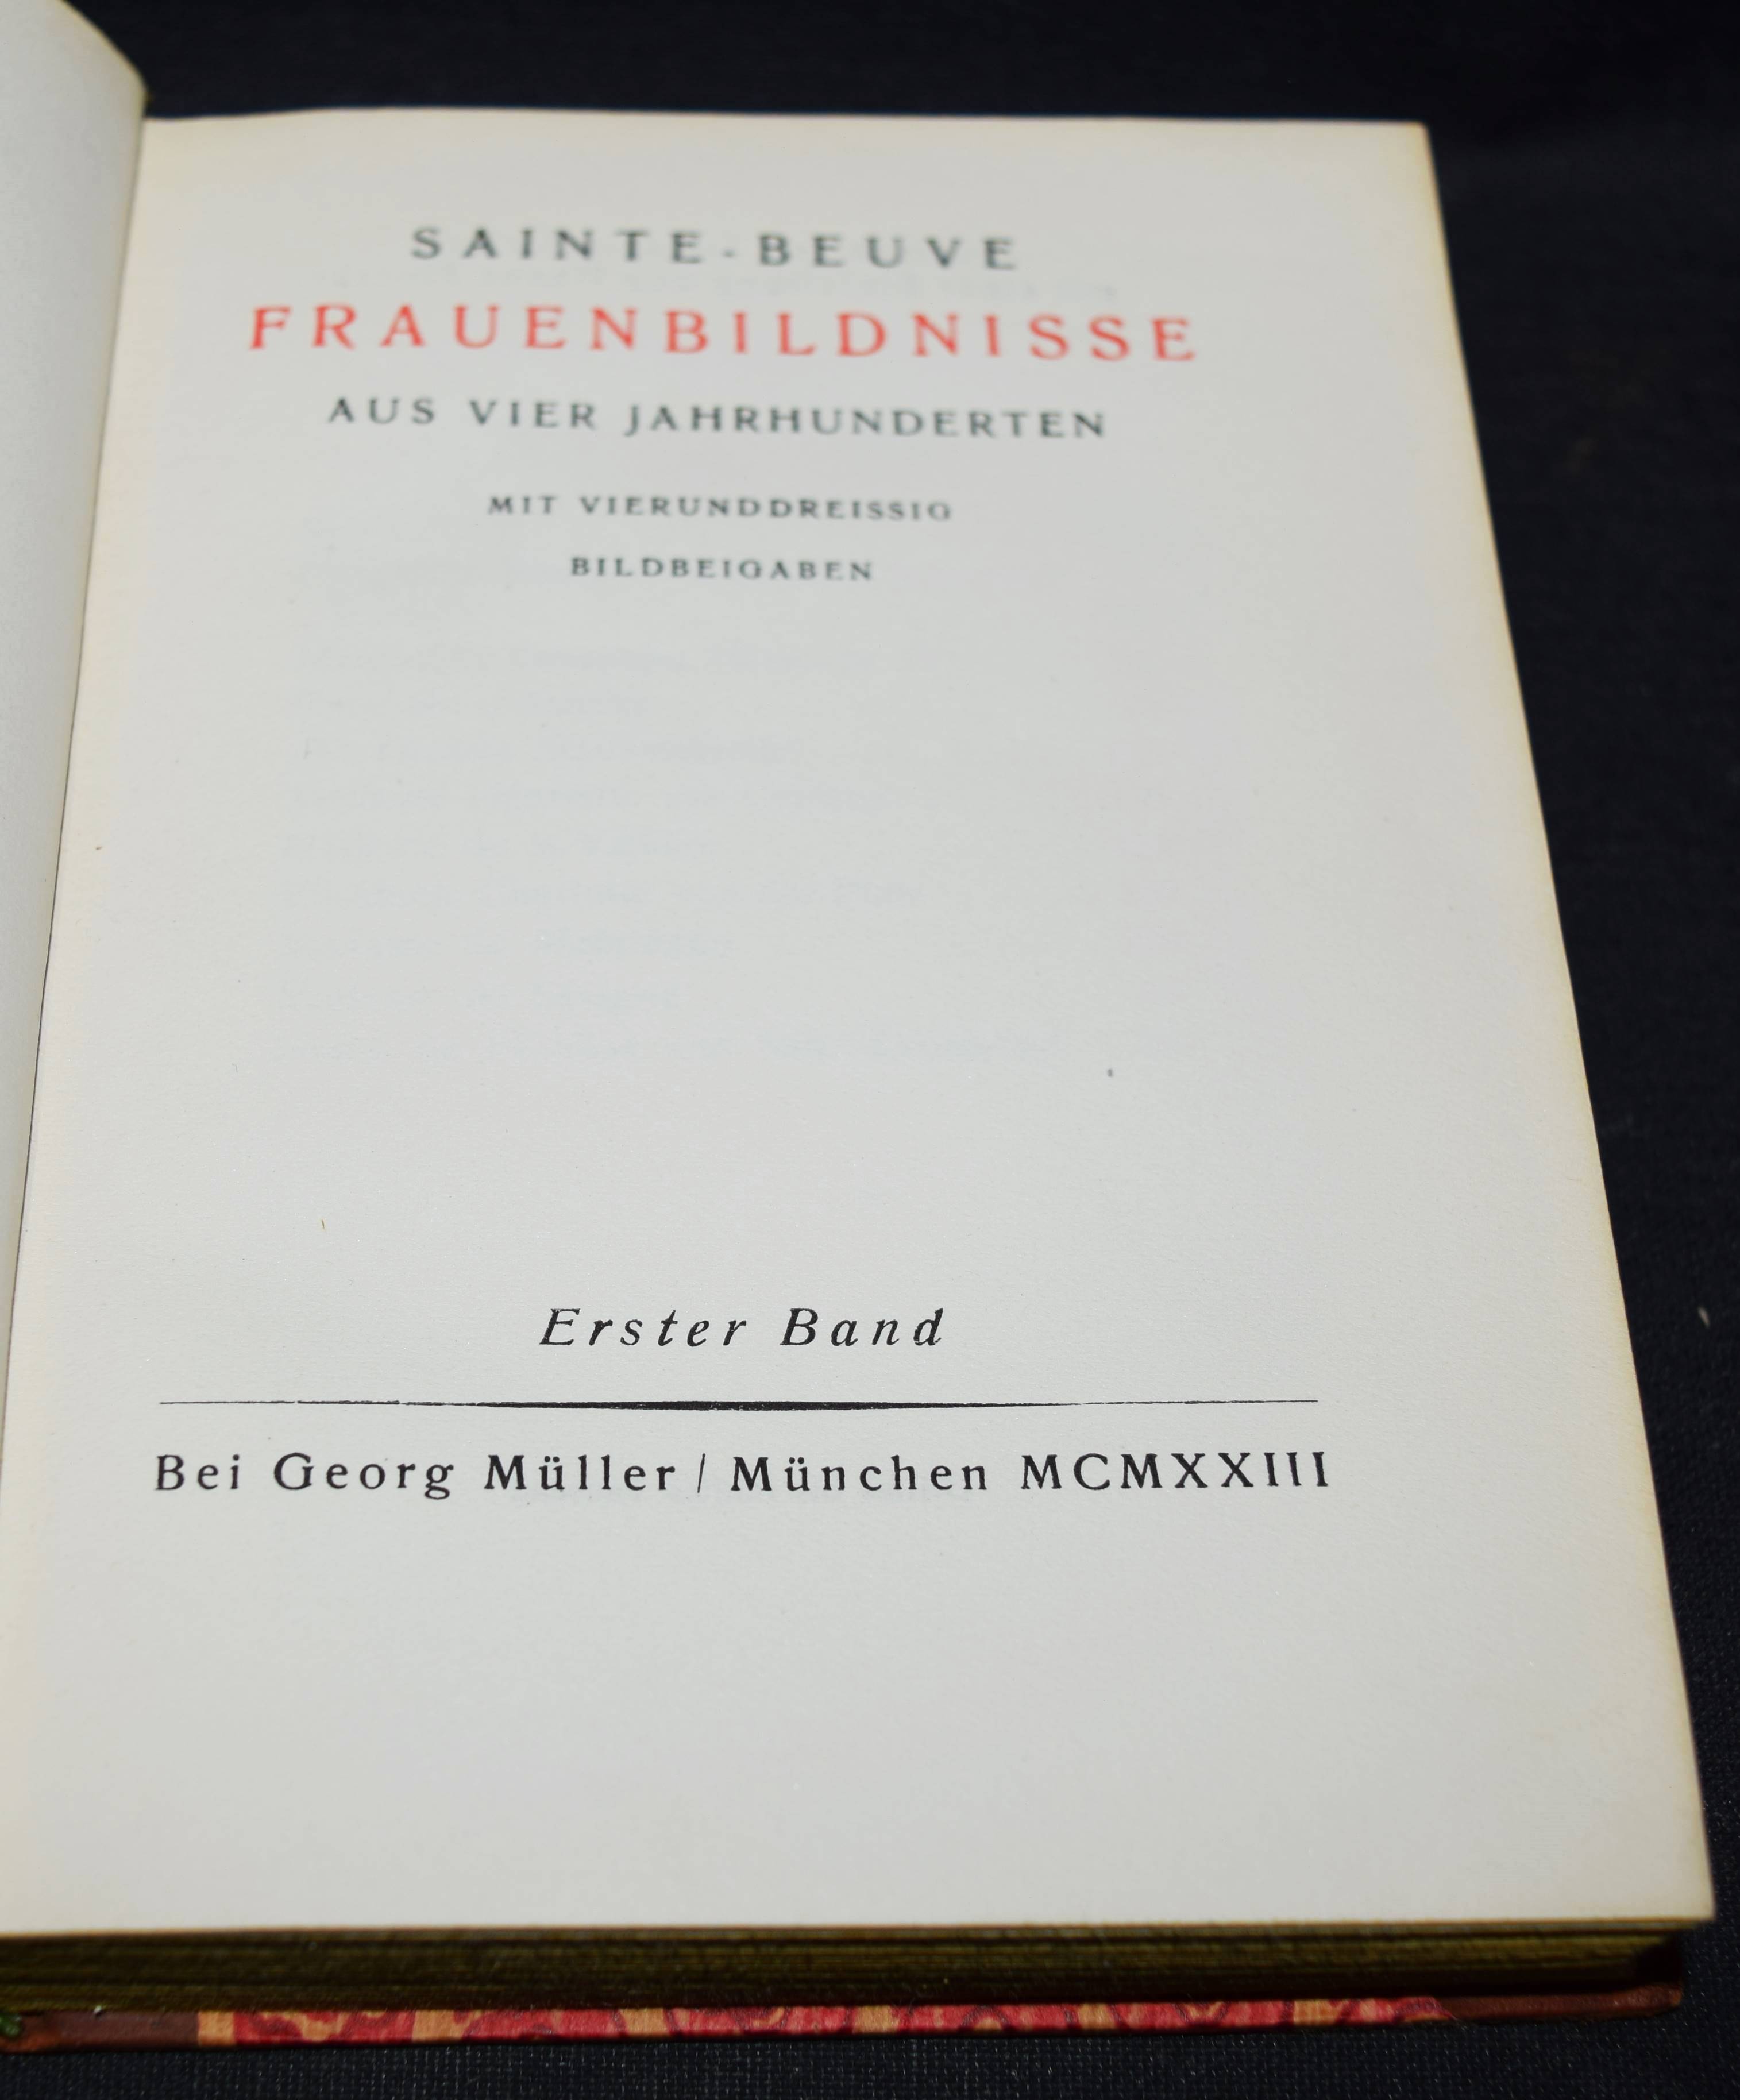 SAINTE-BEUVE
FRAUENBILDNISSE
AUS VIER JAHRHUNDERTEN
MIT VIERUNDDREISSIG
BILDBEIGABEN
Erster Band
Bei Georg Müller / München MCMXXIII